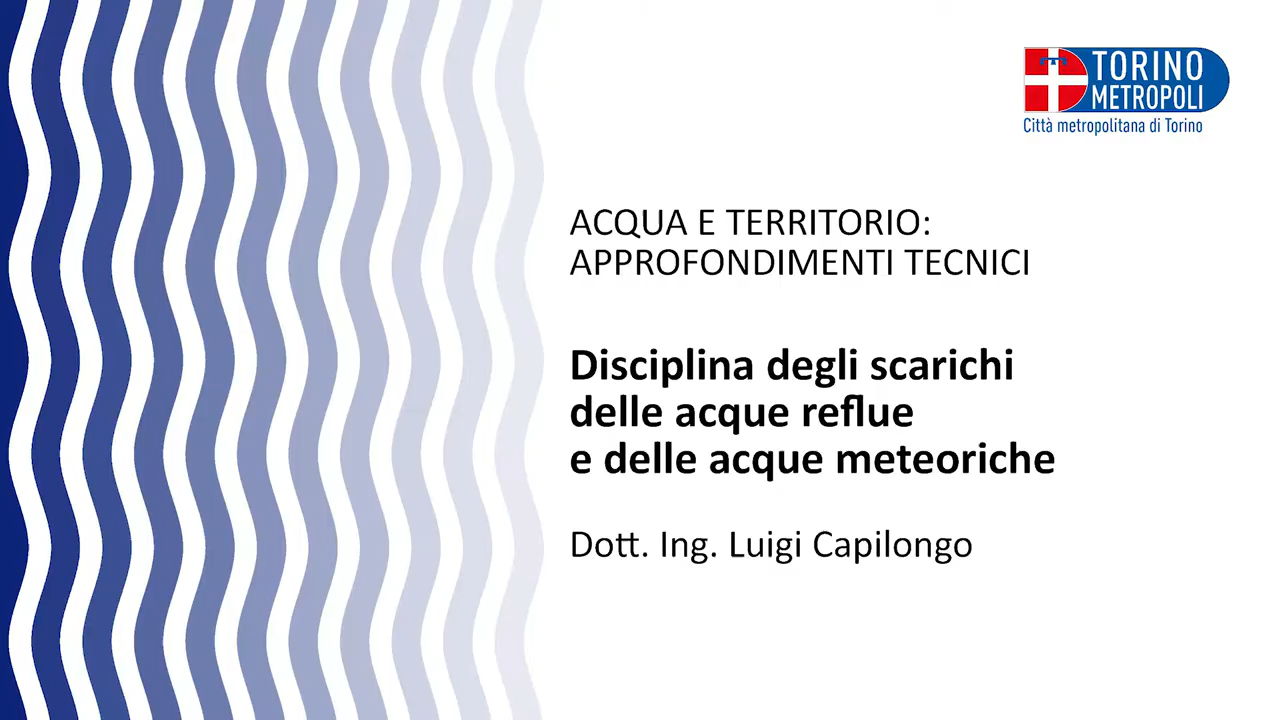 TORINO
METROPOLI
Città metropolitana di Torino
ACQUA E TERRITORIO:
APPROFONDIMENTI TECNICI
Disciplina degli scarichi
delle acque reflue
e delle acque meteoriche
Dott. Ing. Luigi Capilongo